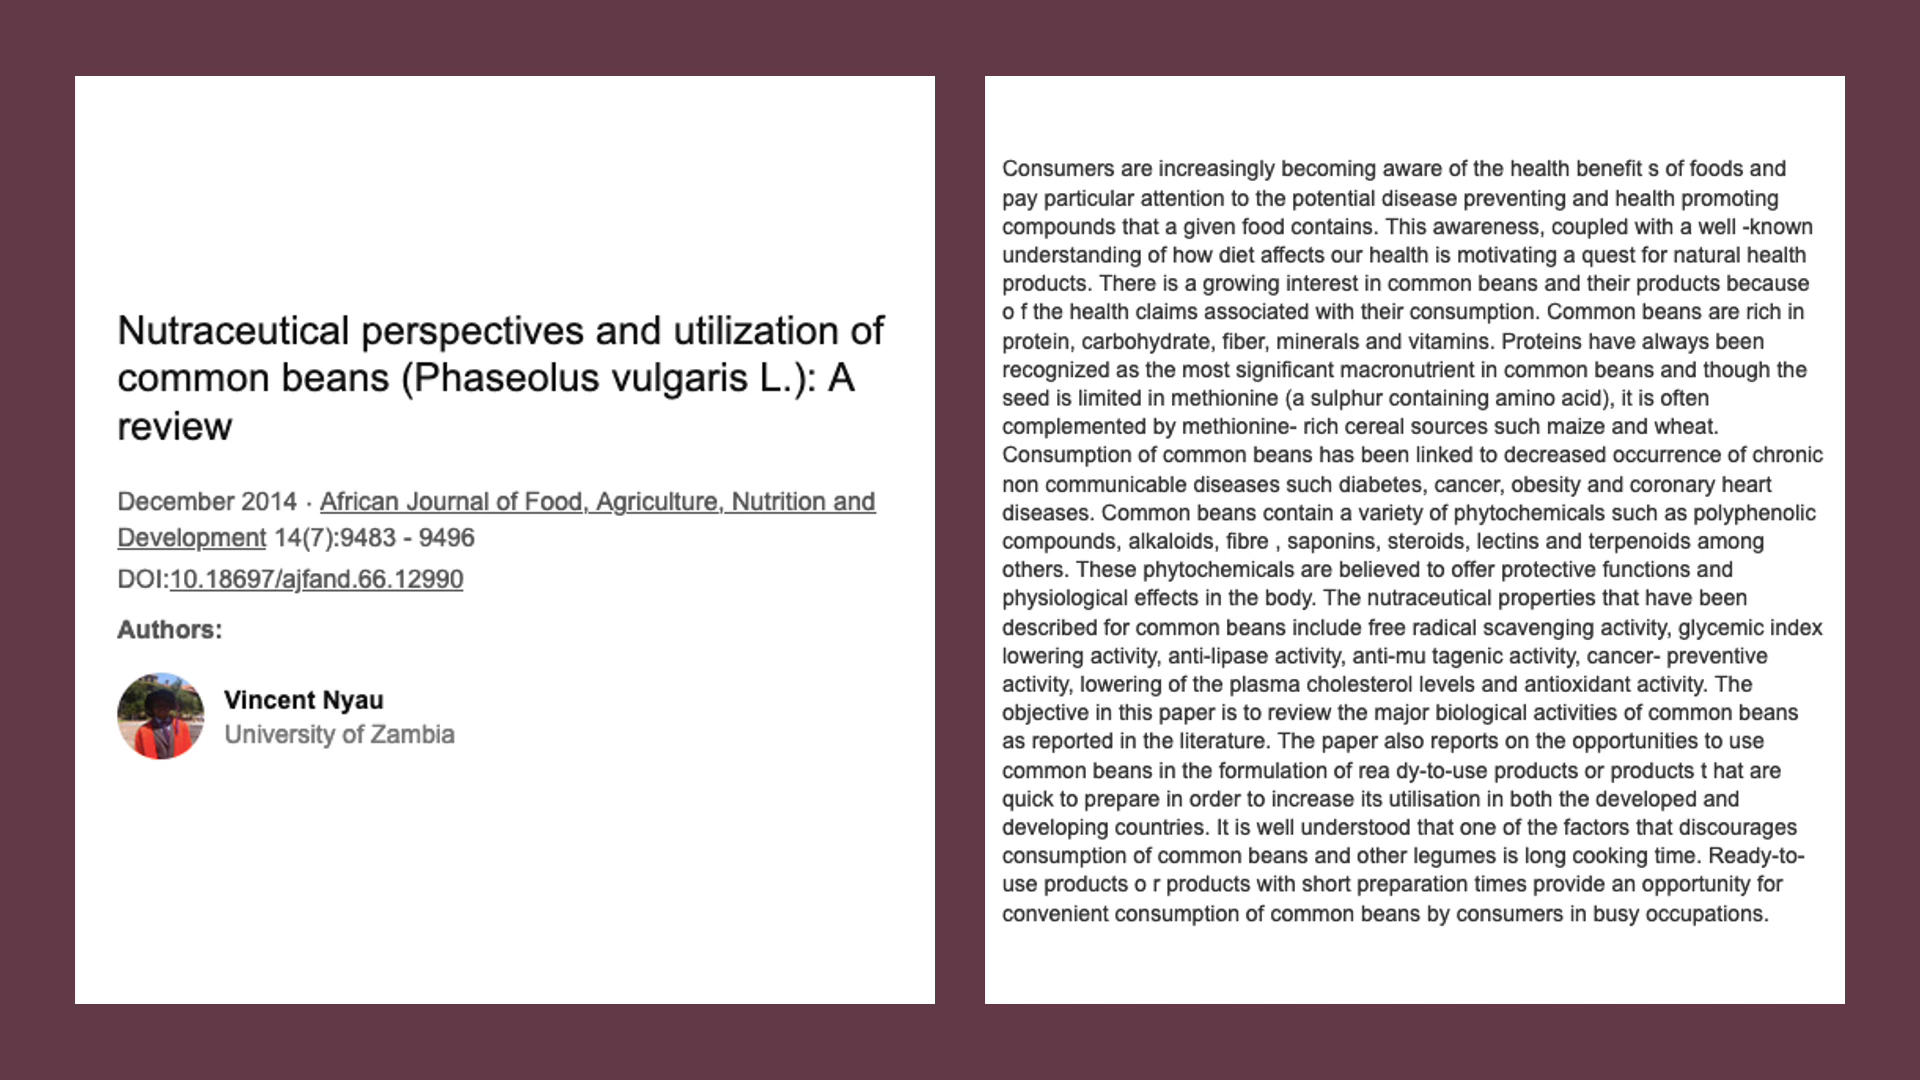 Nutraceutical perspectives and utilization of
common beans (Phaseolus vulgaris L.): A
review
December 2014 · African Journal of Food, Agriculture, Nutrition and
Development 14(7):9483 - 9496
DOI:10.18697/ajfand.66.12990
Authors:
Vincent Nyau
University of Zambia
Consumers are increasingly becoming aware of the health benefit s of foods and
pay particular attention to the potential disease preventing and health promoting
compounds that a given food contains. This awareness, coupled with a well -known
understanding of how diet affects our health is motivating a quest for natural health
products. There is a growing interest in common beans and their products because
o f the health claims associated with their consumption. Common beans are rich in
protein, carbohydrate, fiber, minerals and vitamins. Proteins have always been
recognized as the most significant macronutrient in common beans and though the
seed is limited in methionine (a sulphur containing amino acid), it is often
complemented by methionine- rich cereal sources such maize and wheat.
Consumption of common beans has been linked to decreased occurrence of chronic
non communicable diseases such diabetes, cancer, obesity and coronary heart
diseases. Common beans contain a variety of phytochemicals such as polyphenolic
compounds, alkaloids, fibre , saponins, steroids, lectins and terpenoids among
others. These phytochemicals are believed to offer protective functions and
physiological effects in the body. The nutraceutical properties that have been
described for common beans include free radical scavenging activity, glycemic index
lowering activity, anti-lipase activity, anti-mu tagenic activity, cancer- preventive
activity, lowering of the plasma cholesterol levels and antioxidant activity. The
objective in this paper is to review the major biological activities of common beans
as reported in the literature. The paper also reports on the opportunities to use
common beans in the formulation of rea dy-to-use products or products t hat are
quick to prepare in order to increase its utilisation in both the developed and
developing countries. It is well understood that one of the factors that discourages
consumption of common beans and other legumes is long cooking time. Ready-to-
use products o r products with short preparation times provide an opportunity for
convenient consumption of common beans by consumers in busy occupations.